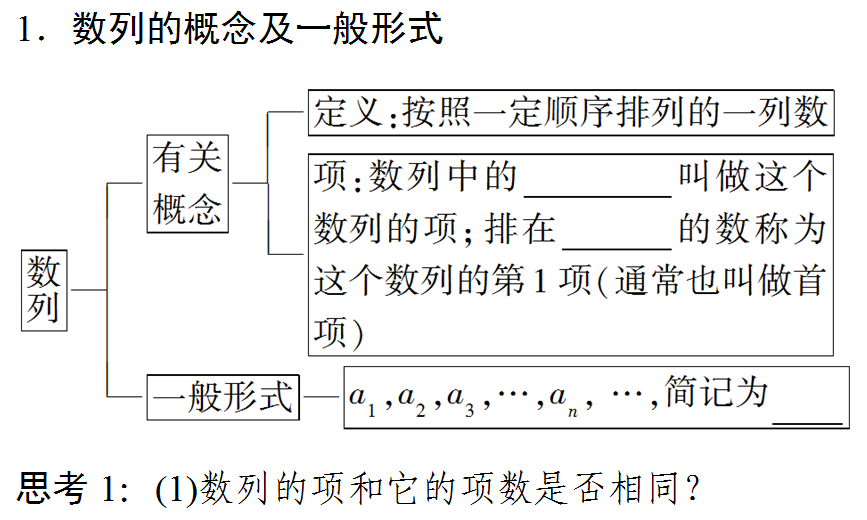 1．数列的概念及一般形式
数列
有关
概念
定义:按照一定顺序排列的一列数
项:数列中的________叫做这个
数列的项;排在______的数称为
这个数列的第1项(通常也叫做首
项)
一般形式
a₁,a₂,a₃,…,aₙ, …,简记为____
思考1: (1)数列的项和它的项数是否相同?